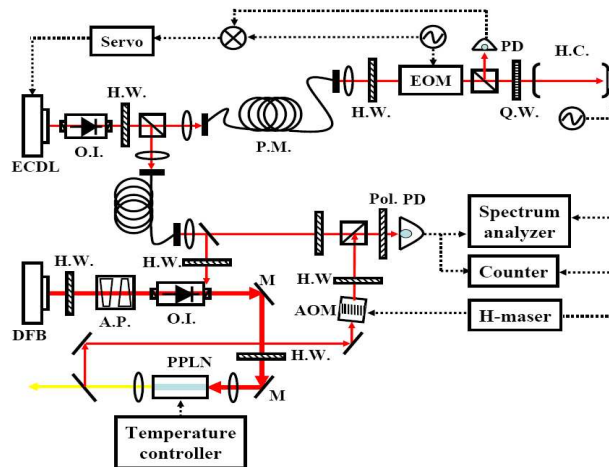 Servo
PD
H.C.
EOM
H.W.
O.I.
P.M.
H.W.
Q.W.
ECDL
Pol. PD
Spectrum
analyzer
H.W.
H.W.
M
H.W
Counter
DFB
A.P.
O.I.
AOM
H-maser
PPLN
H.W.
M
Temperature
controller